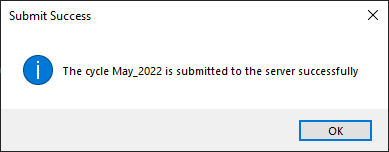 Submit Success
The cycle May_2022 is submitted to the server successfully
OK